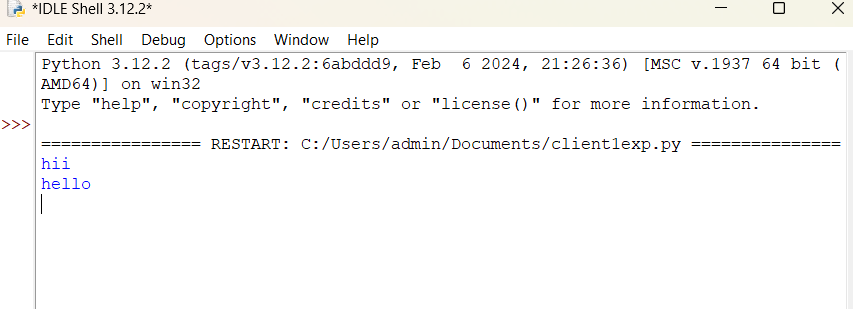 *IDLE Shell 3.12.2*
File Edit Shell Debug Options Window Help
Python 3.12.2 (tags/v3.12.2:6abddd9, Feb  6 2024, 21:26:36) [MSC v.1937 64 bit (
AMD64)] on win32
Type "help", "copyright", "credits" or "license()" for more information.
>>>
================ RESTART: C:/Users/admin/Documents/client1exp.py ===============
hii
hello